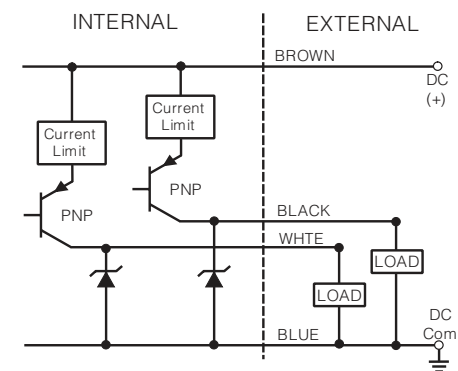 INTERNAL
EXTERNAL
BROWN
DC
(+)
Current
Limit
Current
Limit
PNP
PNP
BLACK
WHTE
LOAD
LOAD
BLUE
DC
Com